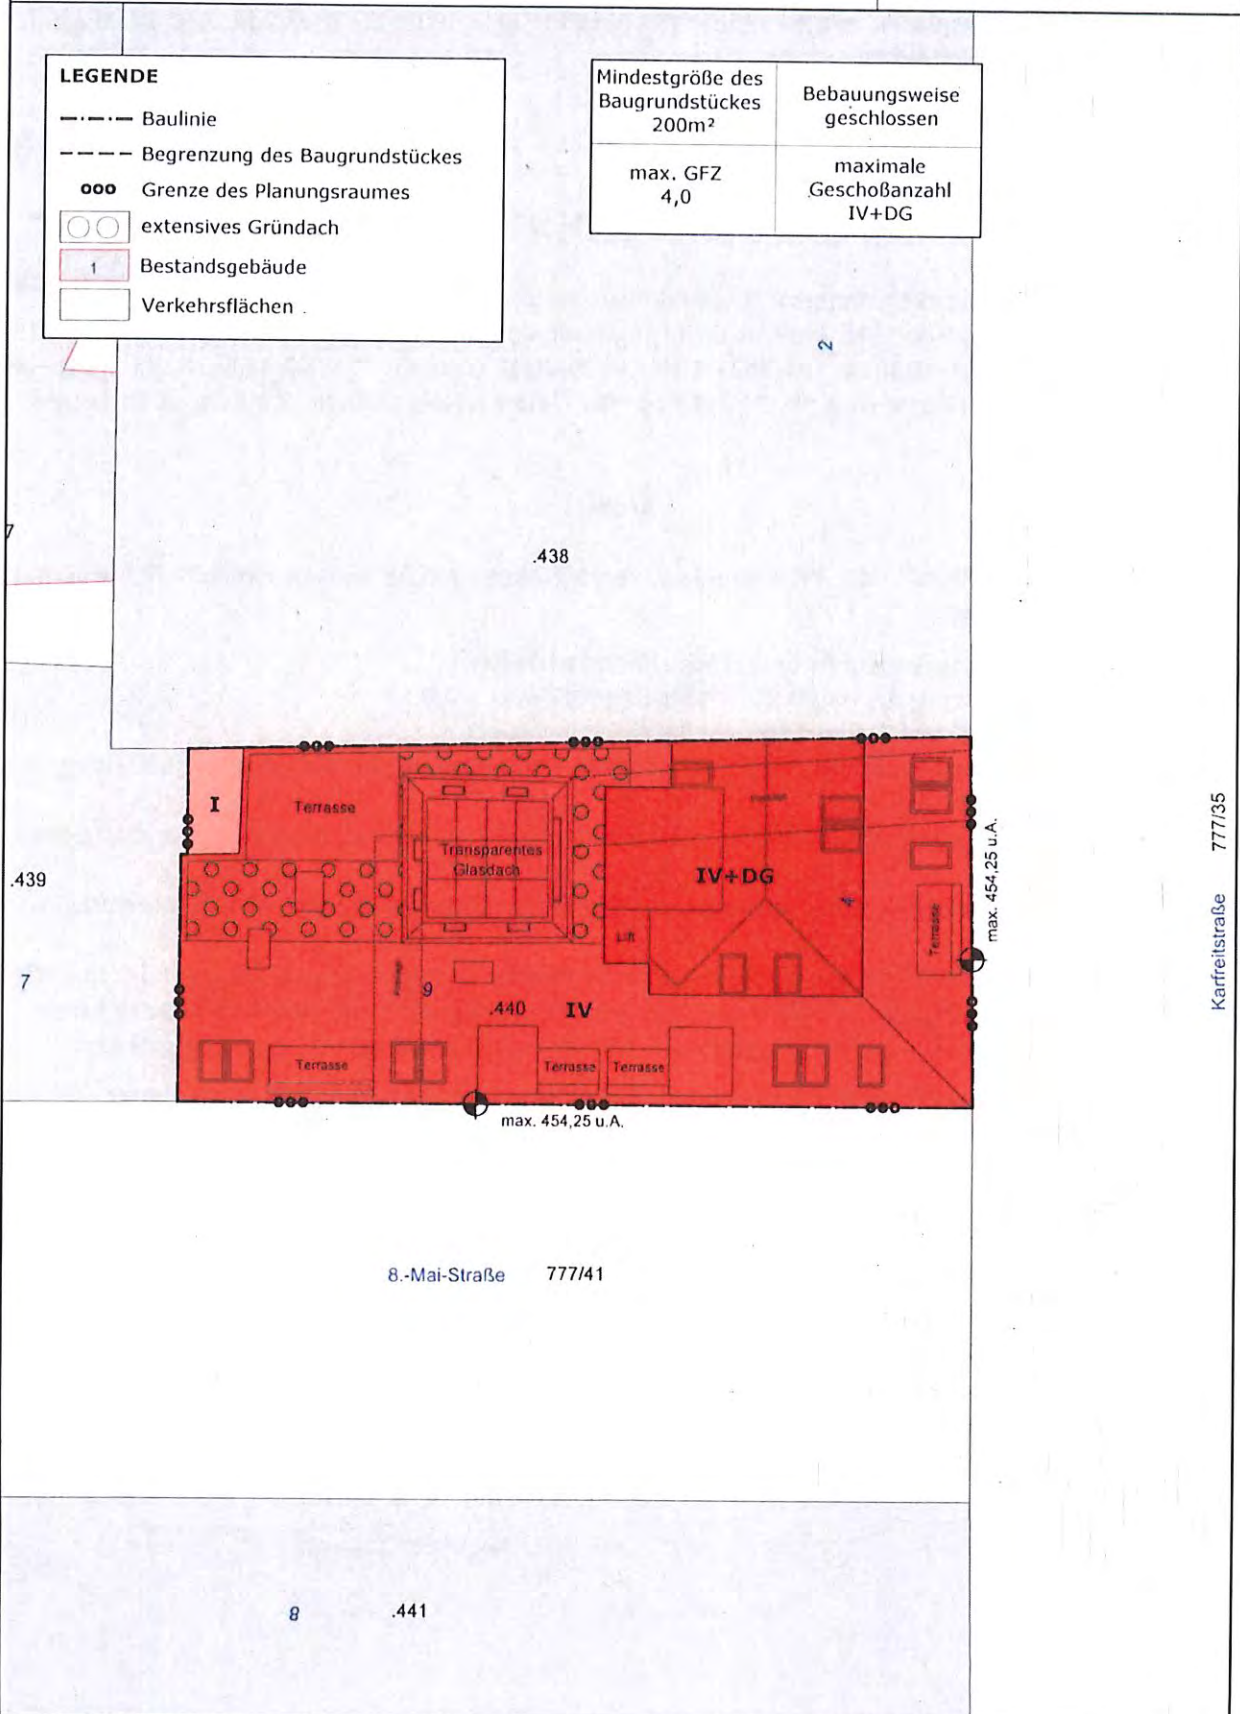 LEGENDE
Baulinie
Begrenzung des Baugrundstückes
Grenze des Planungsraumes
extensives Gründach
1 Bestandsgebäude
Verkehrsflächen
Mindestgröße des
Baugrundstückes
200m²
Bebauungsweise
geschlossen
max. GFZ
4,0
maximale
Geschoßanzahl
IV+DG
2
7
.438
I
Terrasse
Transparentes
Glasdach
IV+DG
4
Terrasse
max. 454,25 u.A.
Karfreitstraße 777/35
.439
7
Lift
.440
IV
Terrasse
Terrasse
Terrasse
max. 454,25 u.A.
8.-Mai-Straße 777/41
8
.441